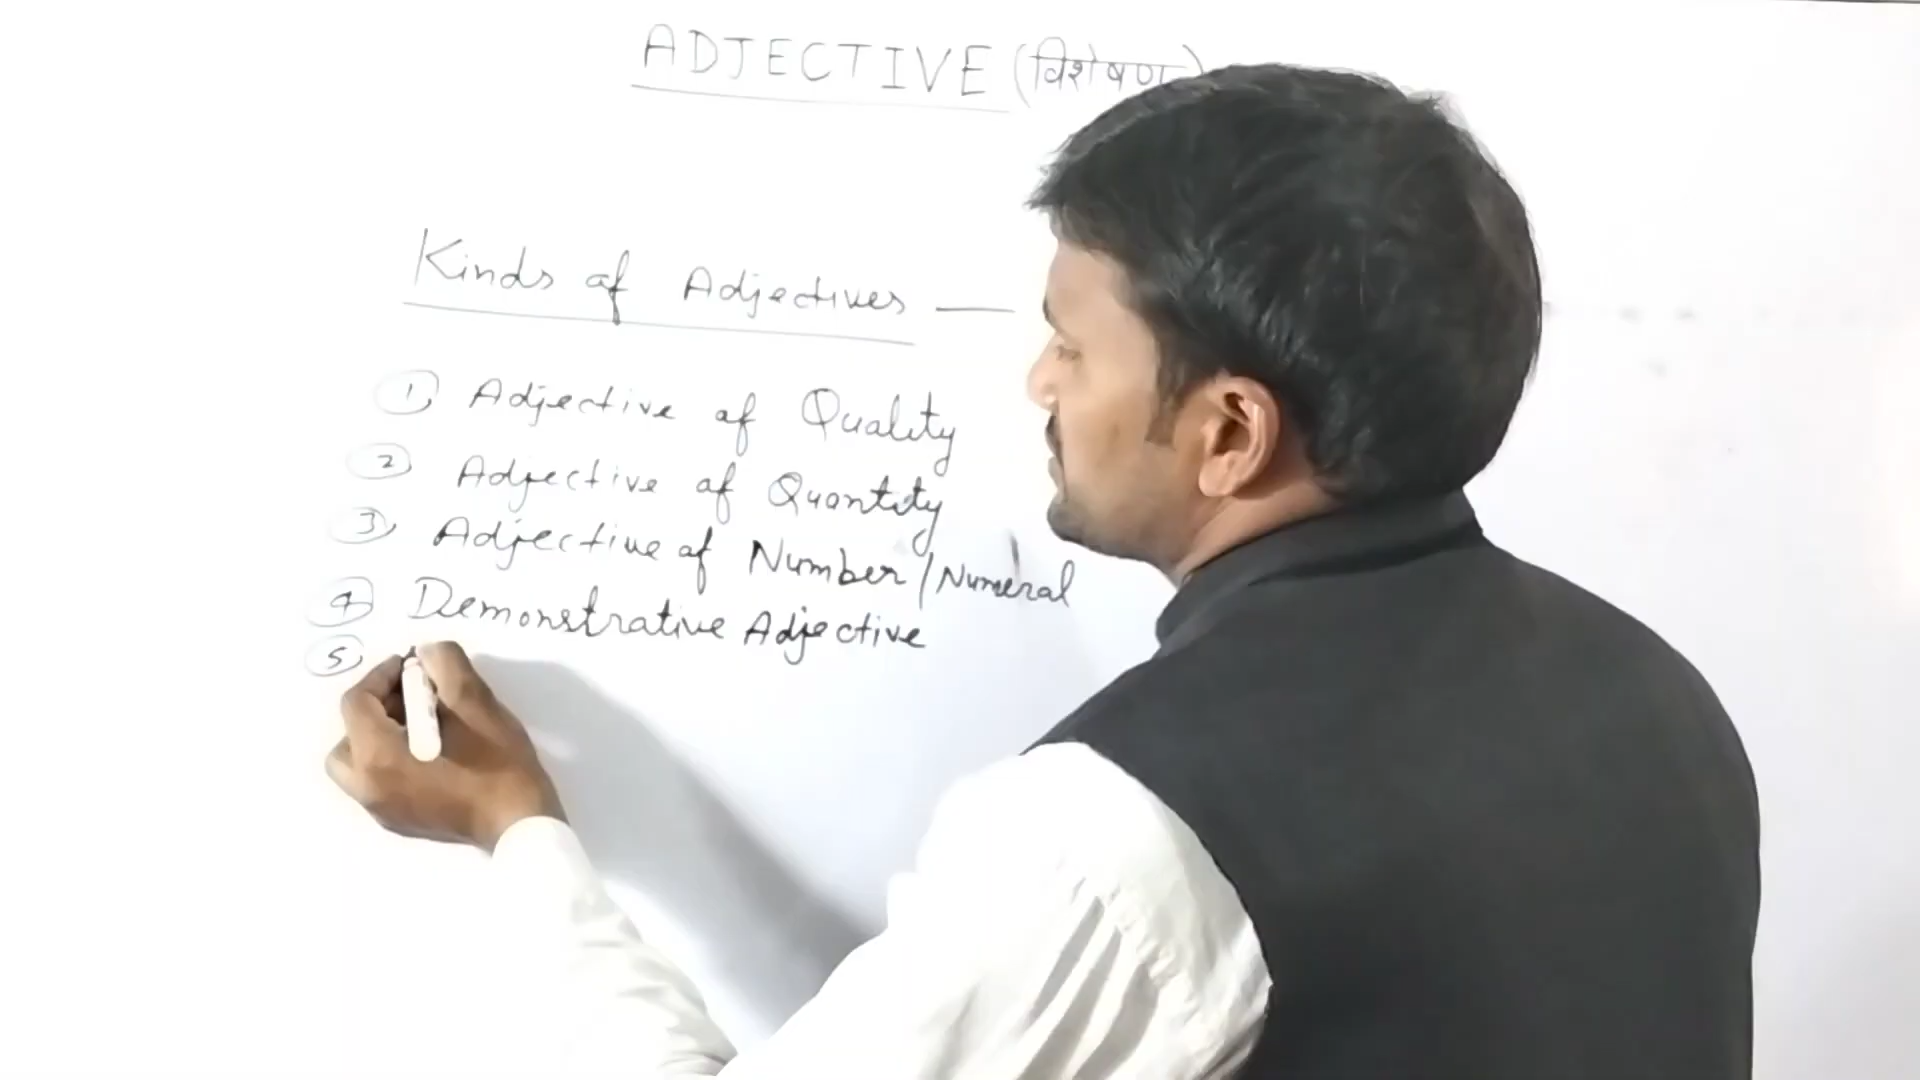 ADJECTIVE (विशेषण)
Kinds of Adjectives —
① Adjective of Quality
② Adjective of Quantity
③ Adjective of Number/Numeral
④ Demonstrative Adjective
⑤